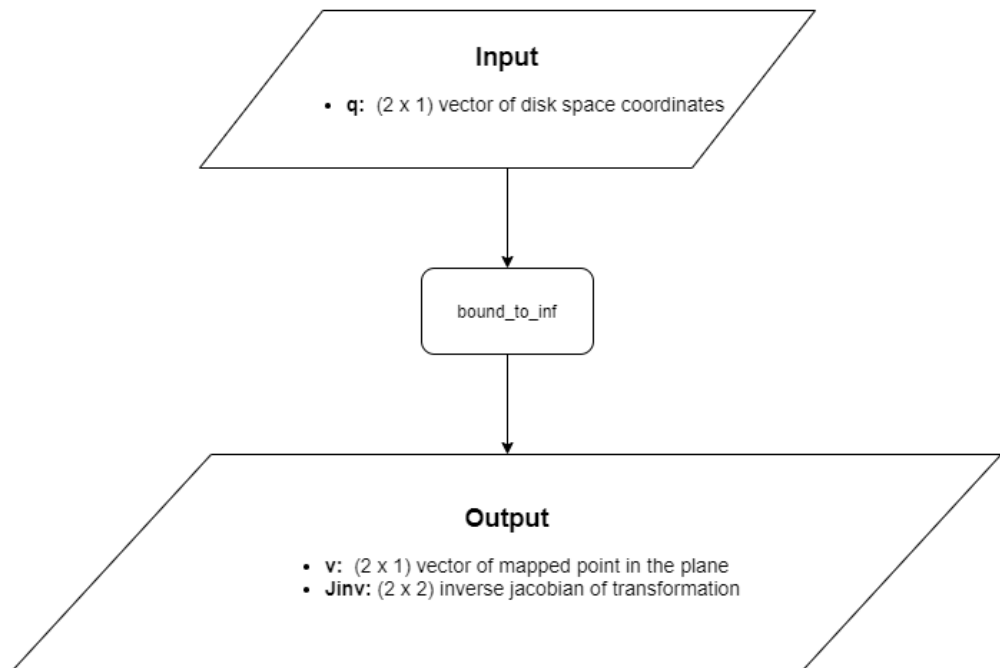 Input
• q: (2 x 1) vector of disk space coordinates
bound_to_inf
Output
• v: (2 x 1) vector of mapped point in the plane
• Jinv: (2 x 2) inverse jacobian of transformation